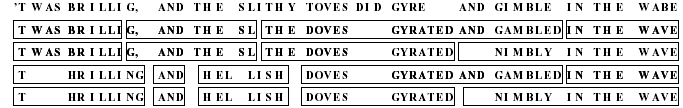 'T WAS BRILLIG, AND THE SLITHY TOVES DID GYRE AND GIMBLE IN THE WABE
T WAS BRILLIG, AND THE SL THE DOVES GYRATED AND GAMBLED IN THE WAVE
T WAS BRILLIG, AND THE SL THE DOVES GYRATED NIMBLY IN THE WAVE
T HRILLING AND HEL LISH DOVES GYRATED AND GAMBLED IN THE WAVE
T HRILLING AND HEL LISH DOVES GYRATED NIMBLY IN THE WAVE